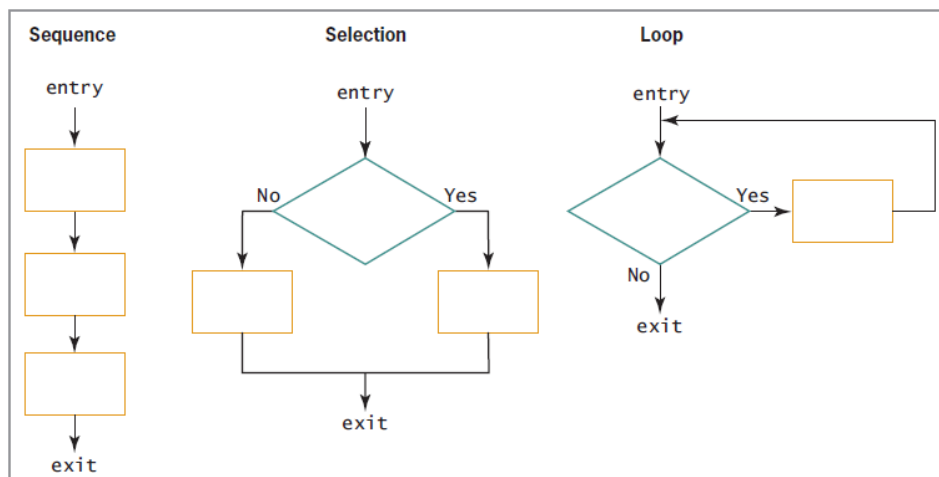 Sequence
Selection
Loop
entry
entry
entry
No
Yes
Yes
No
exit
exit
exit